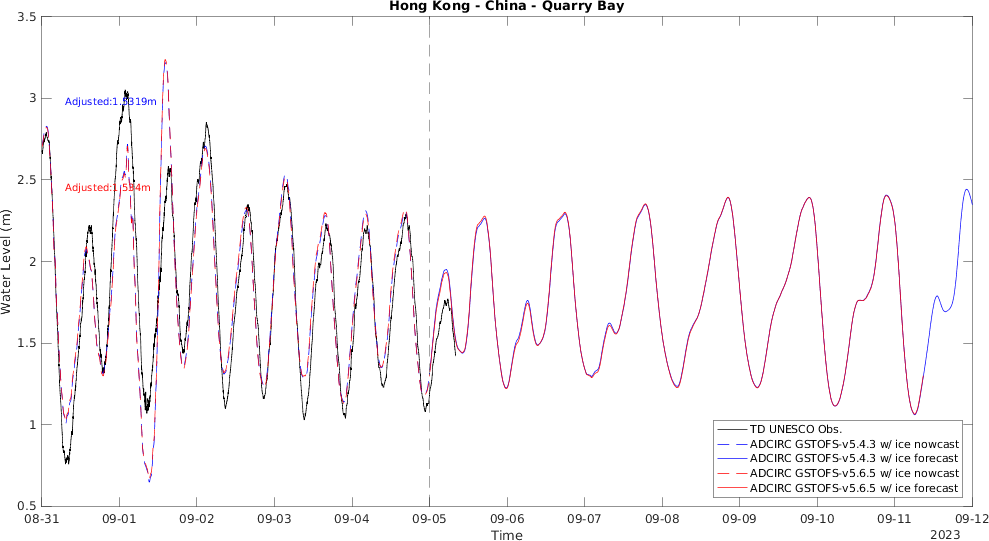 Hong Kong - China - Quarry Bay
3.5
3
2.5
2
1.5
1
0.5
Water Level (m)
Adjusted:1.5319m
Adjusted:1.534m
TD UNESCO Obs.
ADCIRC GSTOFS-v5.4.3 w/ ice nowcast
ADCIRC GSTOFS-v5.4.3 w/ ice forecast
ADCIRC GSTOFS-v5.6.5 w/ ice nowcast
ADCIRC GSTOFS-v5.6.5 w/ ice forecast
08-31 09-01 09-02 09-03 09-04 09-05 09-06 09-07 09-08 09-09 09-10 09-11 09-12
Time
2023